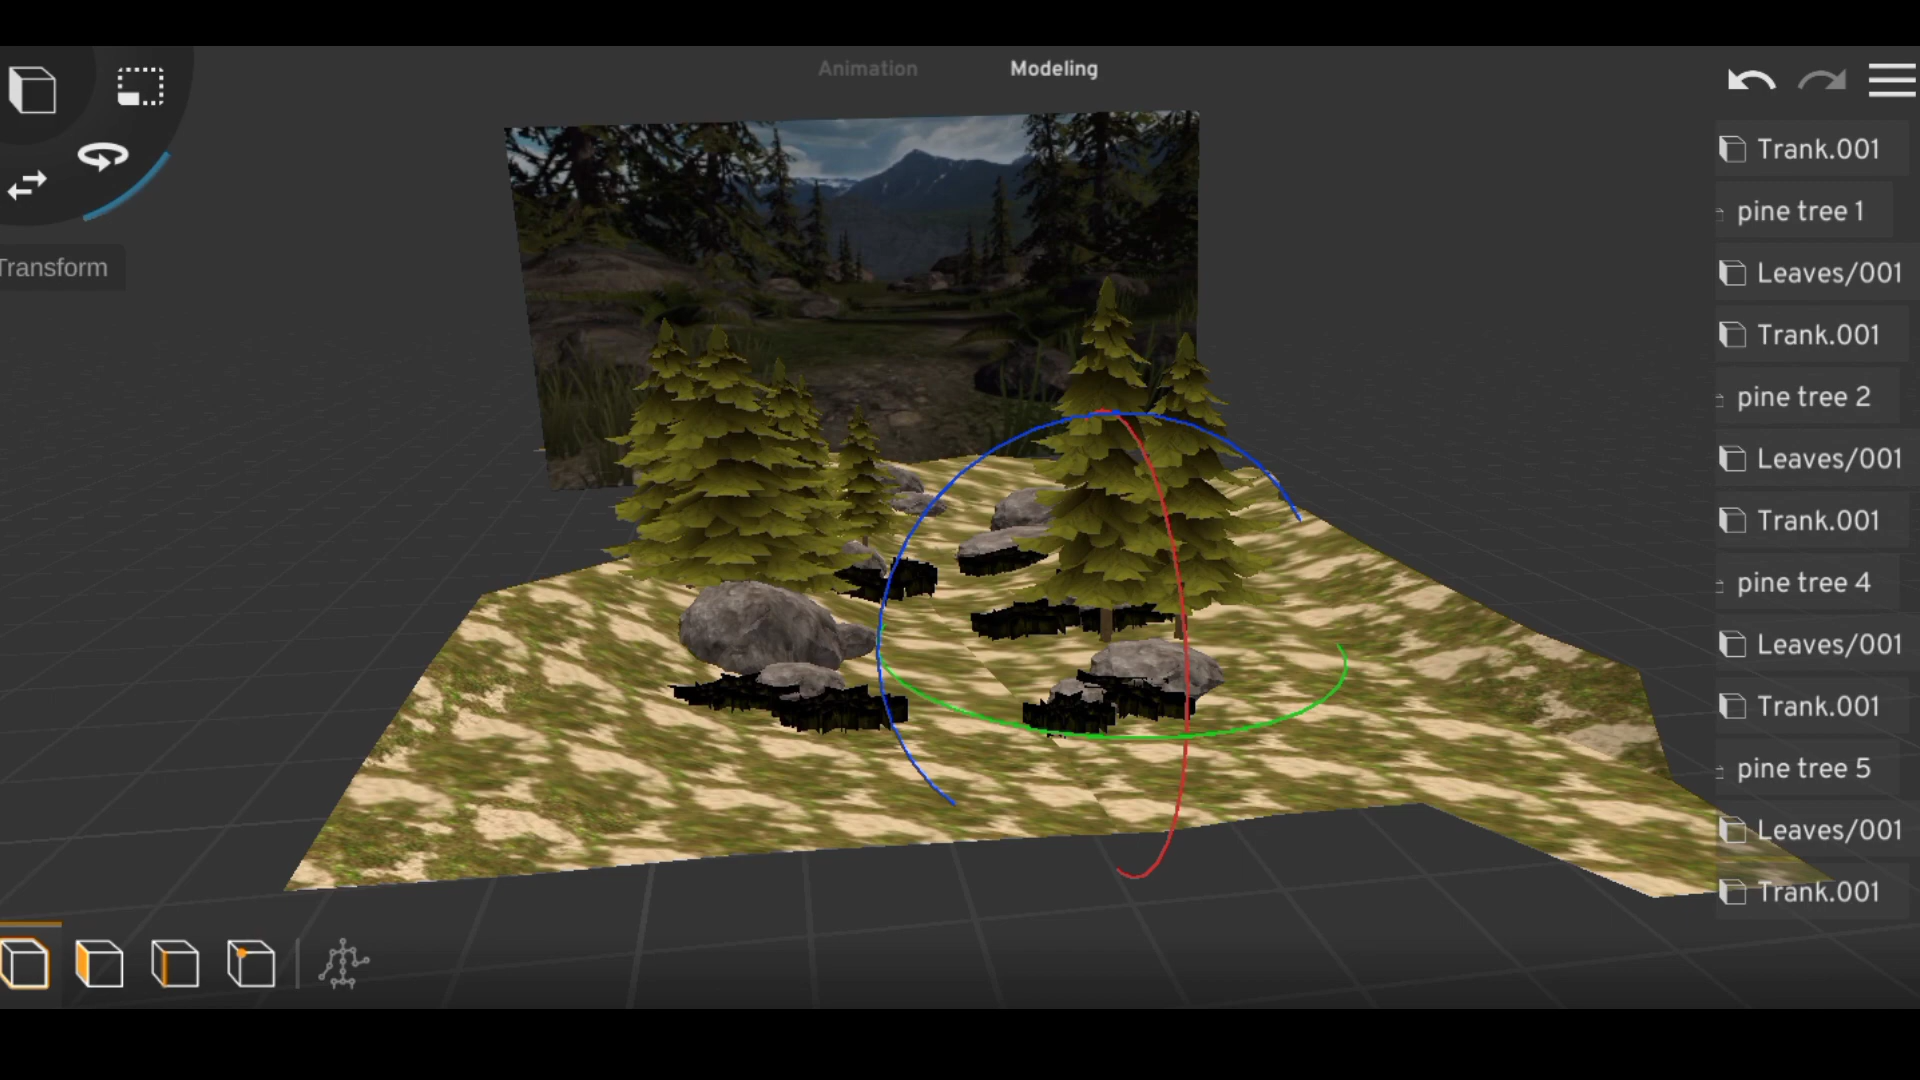 Animation
Modeling
Transform
Trank.001
pine tree 1
Leaves/001
Trank.001
pine tree 2
Leaves/001
Trank.001
pine tree 4
Leaves/001
Trank.001
pine tree 5
Leaves/001
Trank.001